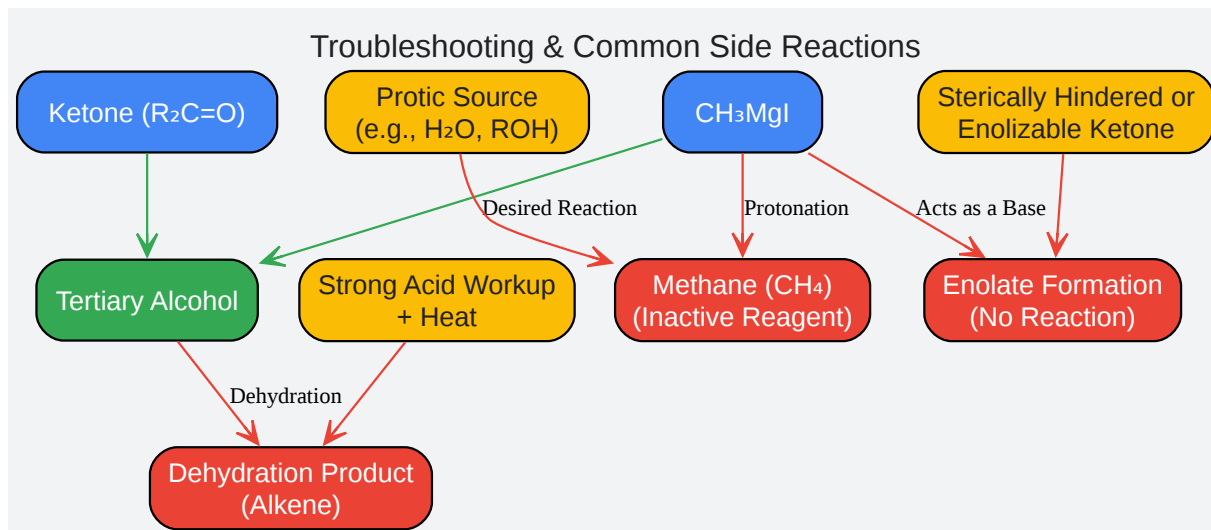 Troubleshooting & Common Side Reactions
Ketone (R₂C=O)
Protic Source
(e.g., H₂O, ROH)
CH₃MgI
Sterically Hindered or
Enolizable Ketone
Desired Reaction
Protonation
Acts as a Base
Tertiary Alcohol
Strong Acid Workup
+ Heat
Methane (CH₄)
(Inactive Reagent)
Enolate Formation
(No Reaction)
Dehydration
Dehydration Product
(Alkene)